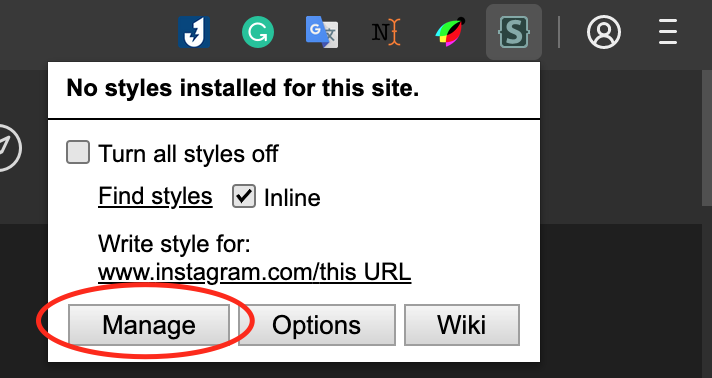 No styles installed for this site.
Turn all styles off
Find styles Inline
Write style for:
www.instagram.com/this URL
Manage Options Wiki